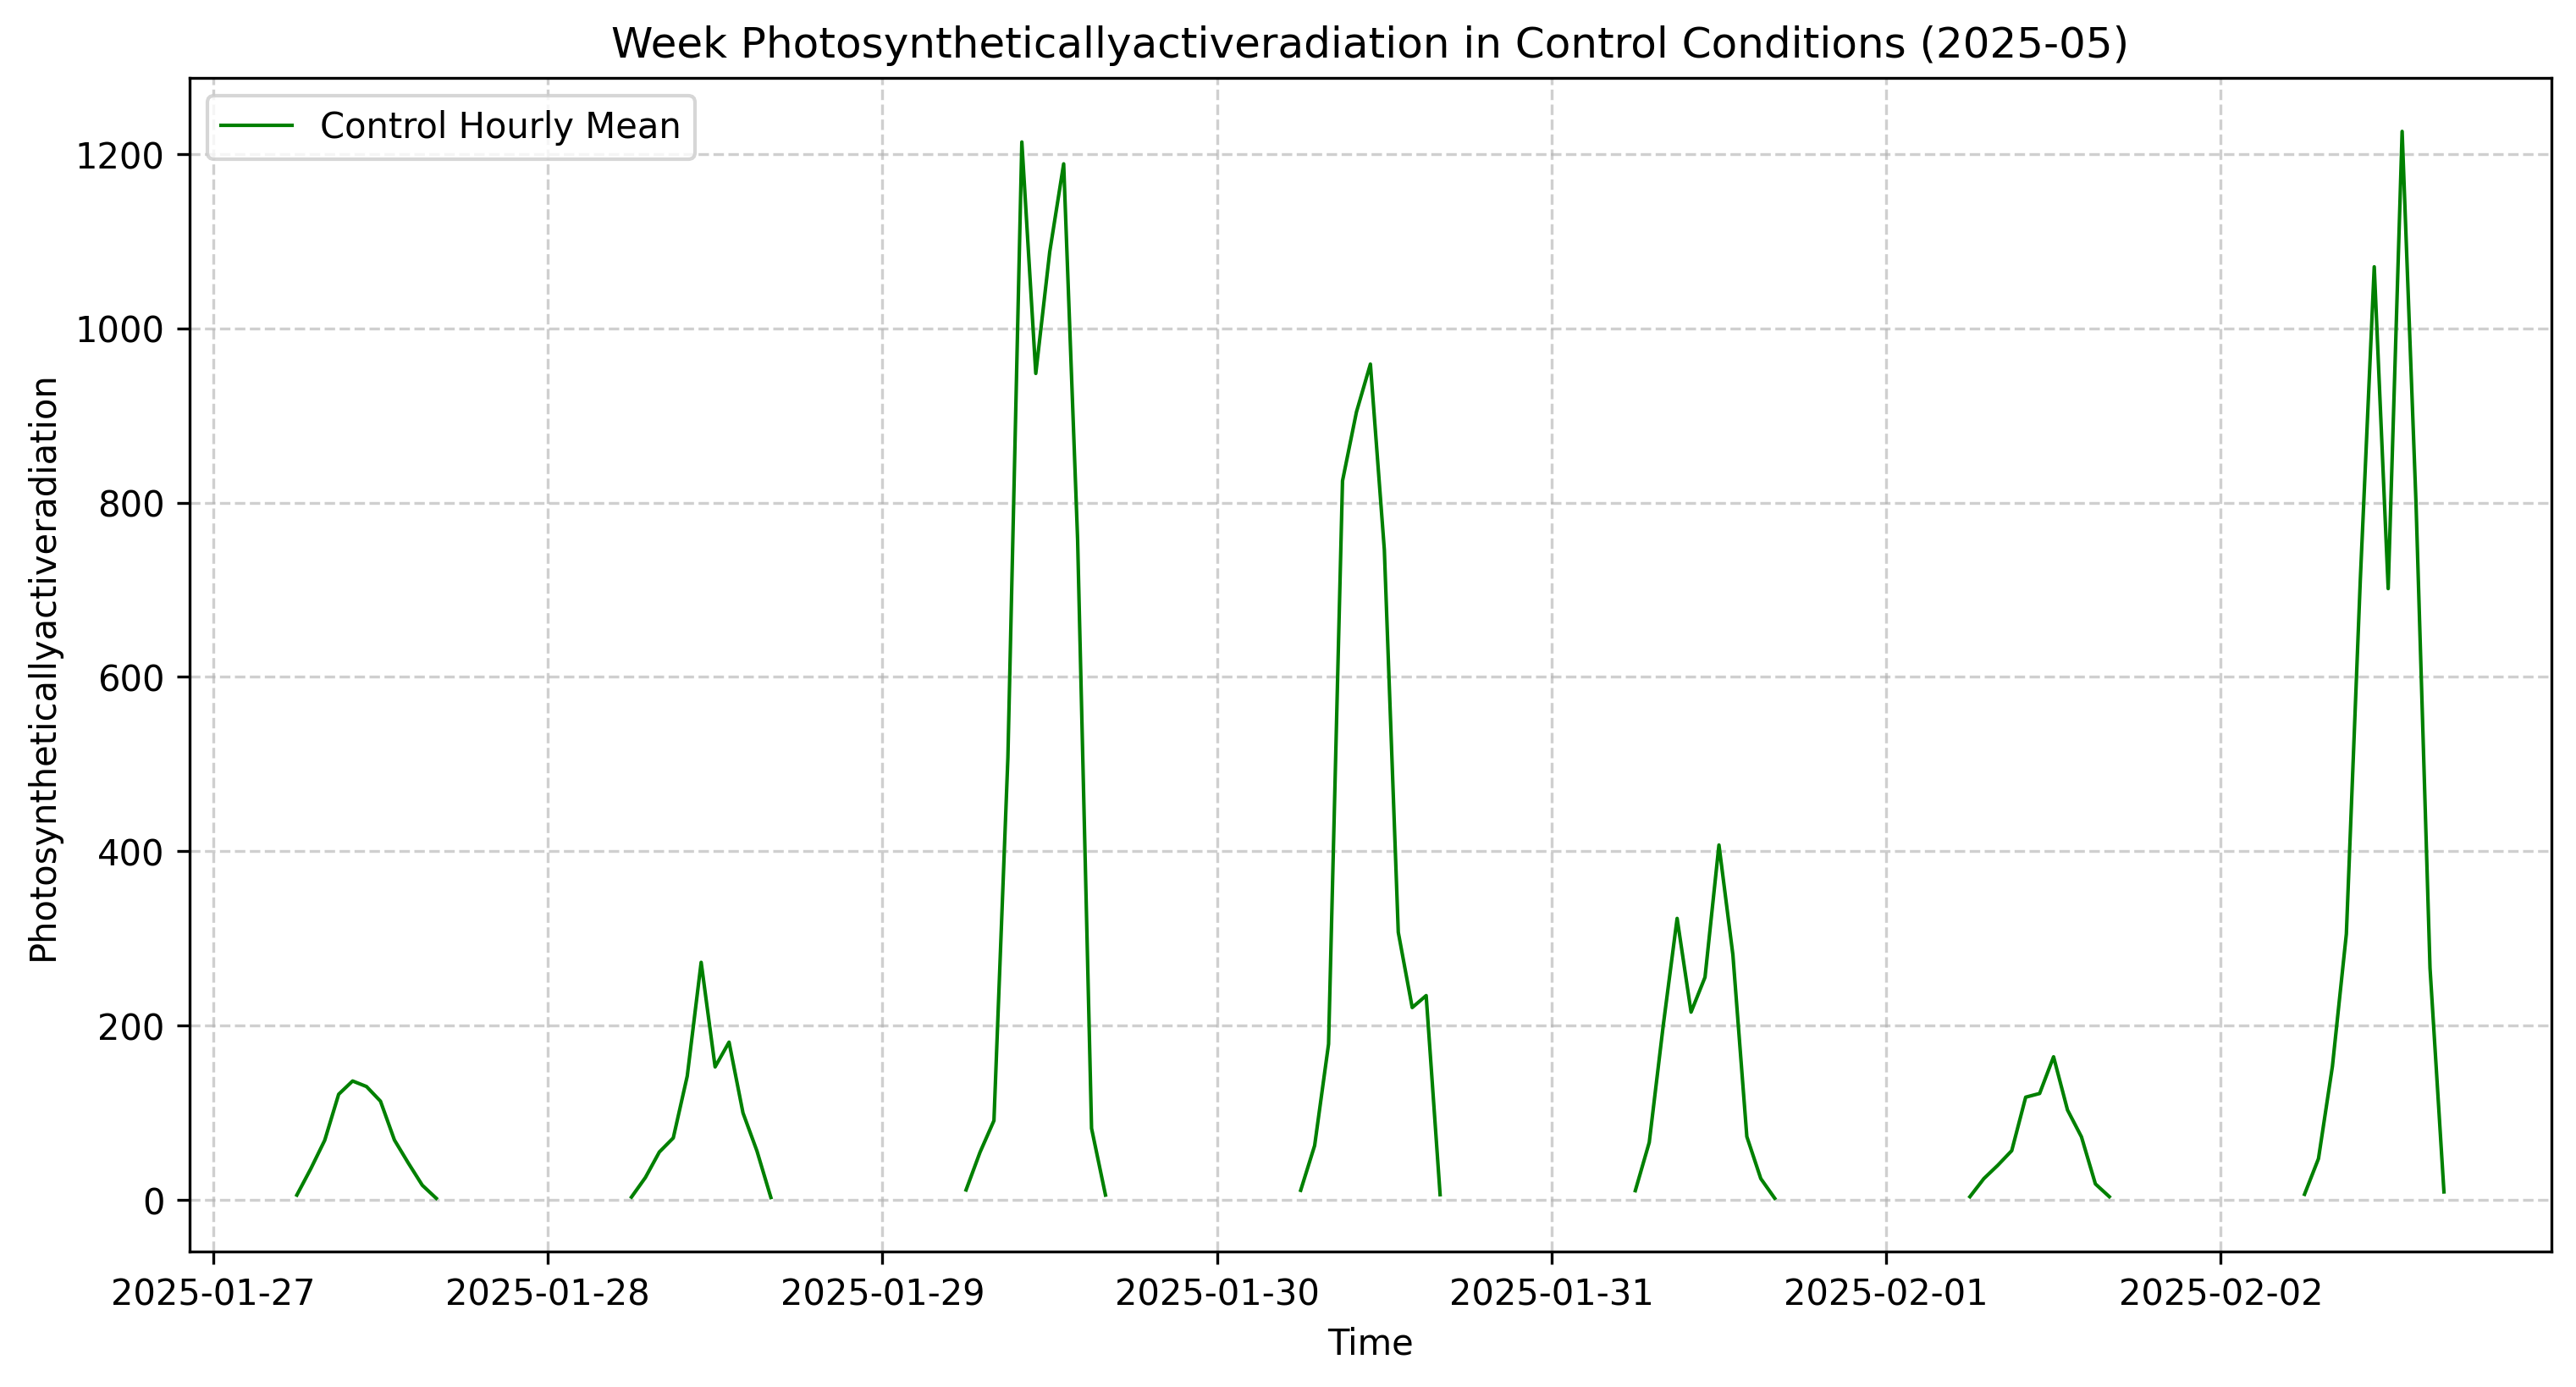 Week Photosyntheticallyactiveradiation in Control Conditions (2025-05)
Control Hourly Mean
Photosyntheticallyactiveradiation
1200
1000
800
600
400
200
0
2025-01-27 2025-01-28 2025-01-29 2025-01-30 2025-01-31 2025-02-01 2025-02-02
Time